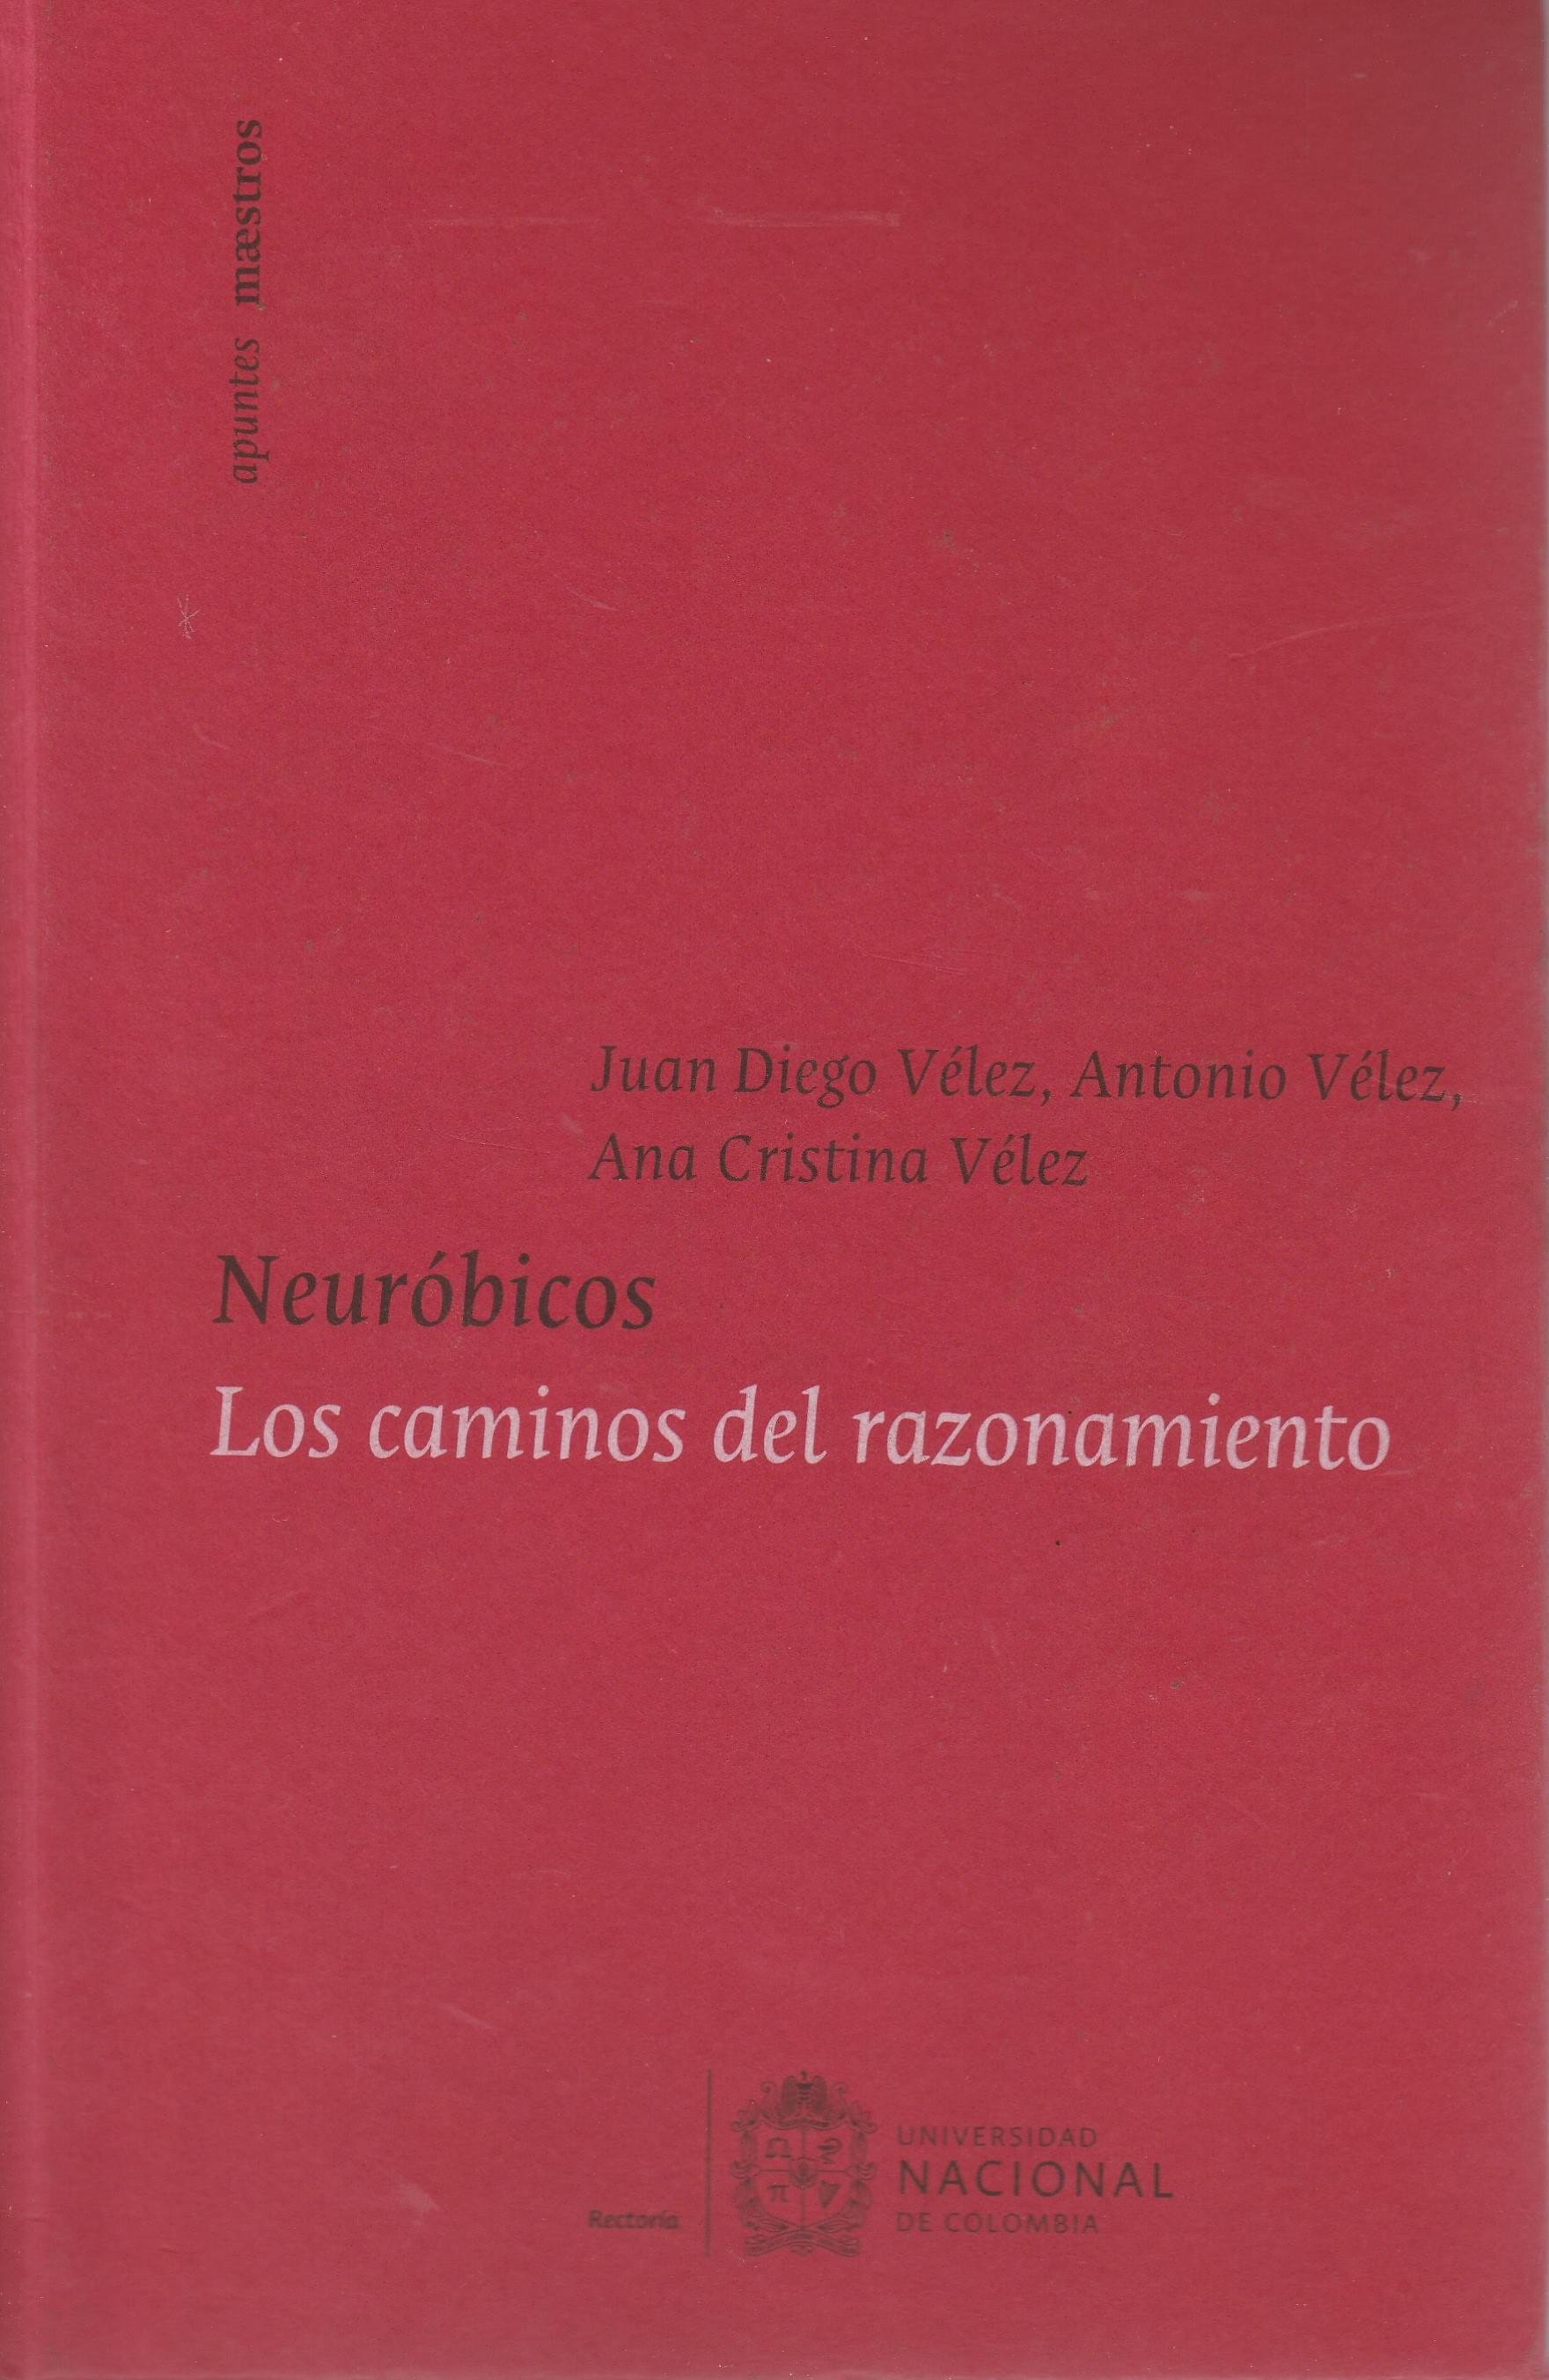 apuntes mæstros
Juan Diego Vélez, Antonio Vélez,
Ana Cristina Vélez
Neuróbicos
Los caminos del razonamiento
Rectoría
UNIVERSIDAD
NACIONAL
DE COLOMBIA